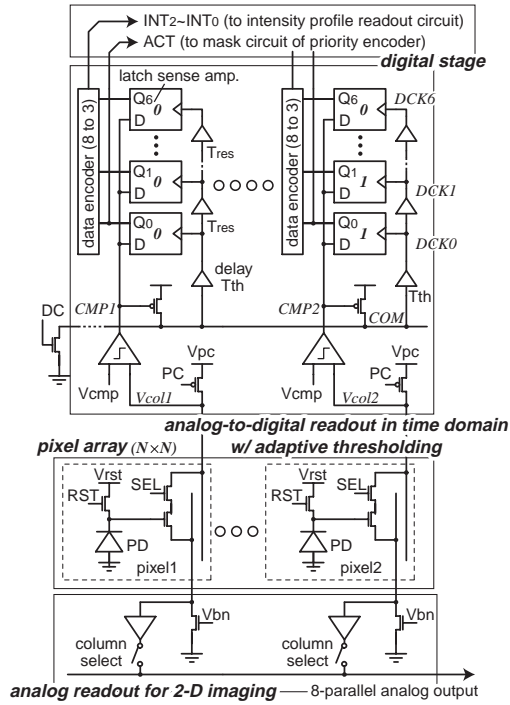 INT2~INT0 (to intensity profile readout circuit)
ACT (to mask circuit of priority encoder)
digital stage
latch sense amp.
data encoder (8 to 3)
Q6
0
D
Tres
Q1
0
D
Tres
Q0
0
D
delay
Tth
data encoder (8 to 3)
Q6
0
D
DCK6
Q1
1
D
DCK1
Q0
1
D
DCK0
Tth
CMP1
CMP2
COM
DC
Vcmp
Vcol1
PC
Vpc
Vcmp
Vcol2
PC
Vpc
analog-to-digital readout in time domain
w/ adaptive thresholding
pixel array (N×N)
Vrst
SEL
RST
PD
pixel1
Vrst
SEL
RST
PD
pixel2
Vbn
column
select
Vbn
column
select
analog readout for 2-D imaging
8-parallel analog output